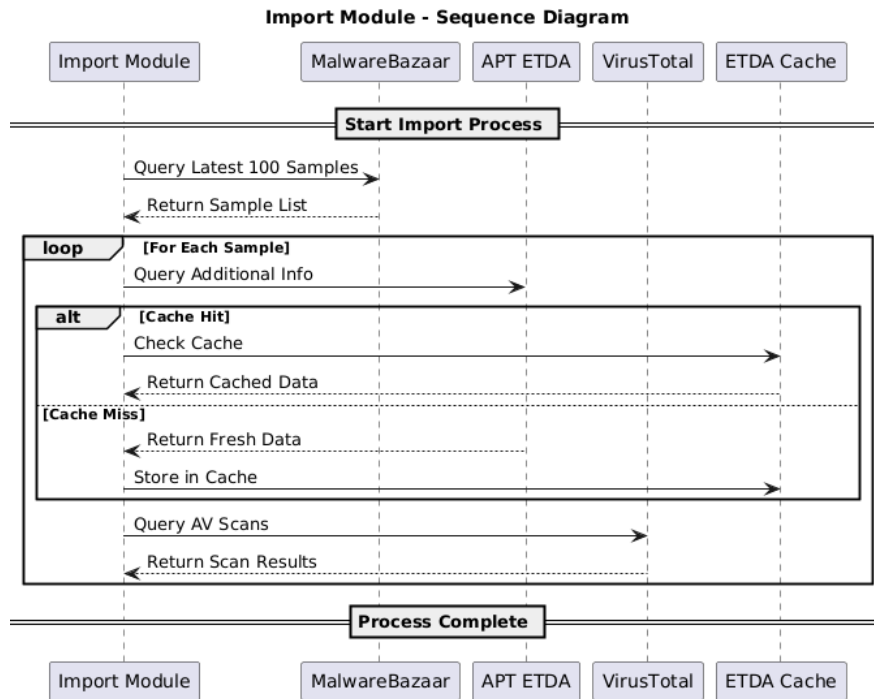 Import Module - Sequence Diagram
Import Module MalwareBazaar APT ETDA VirusTotal ETDA Cache
Start Import Process
Query Latest 100 Samples
Return Sample List
loop [For Each Sample]
Query Additional Info
alt [Cache Hit]
Check Cache
Return Cached Data
[Cache Miss]
Return Fresh Data
Store in Cache
Query AV Scans
Return Scan Results
Process Complete
Import Module MalwareBazaar APT ETDA VirusTotal ETDA Cache